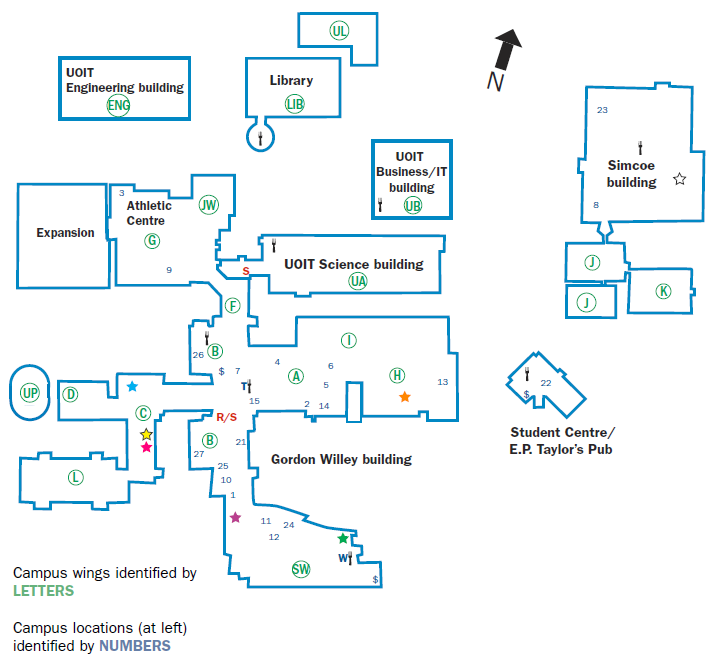 UL
UOIT
Engineering building
ENG
Library
LIB
N
23
Simcoe
building
8
UOIT
Business/IT
building
UB
3
Athletic
Centre
G
JW
Expansion
9
S
UOIT Science building
UA
J
J
K
F
I
B
26
$
7
4
A
6
5
H
13
T
15
2
14
UP
D
C
R/S
B
21
27
25
10
1
L
Gordon Willey building
22
$
Student Centre/
E.P. Taylor's Pub
11
24
12
W
SW
$
Campus wings identified by
LETTERS
Campus locations (at left)
identified by NUMBERS